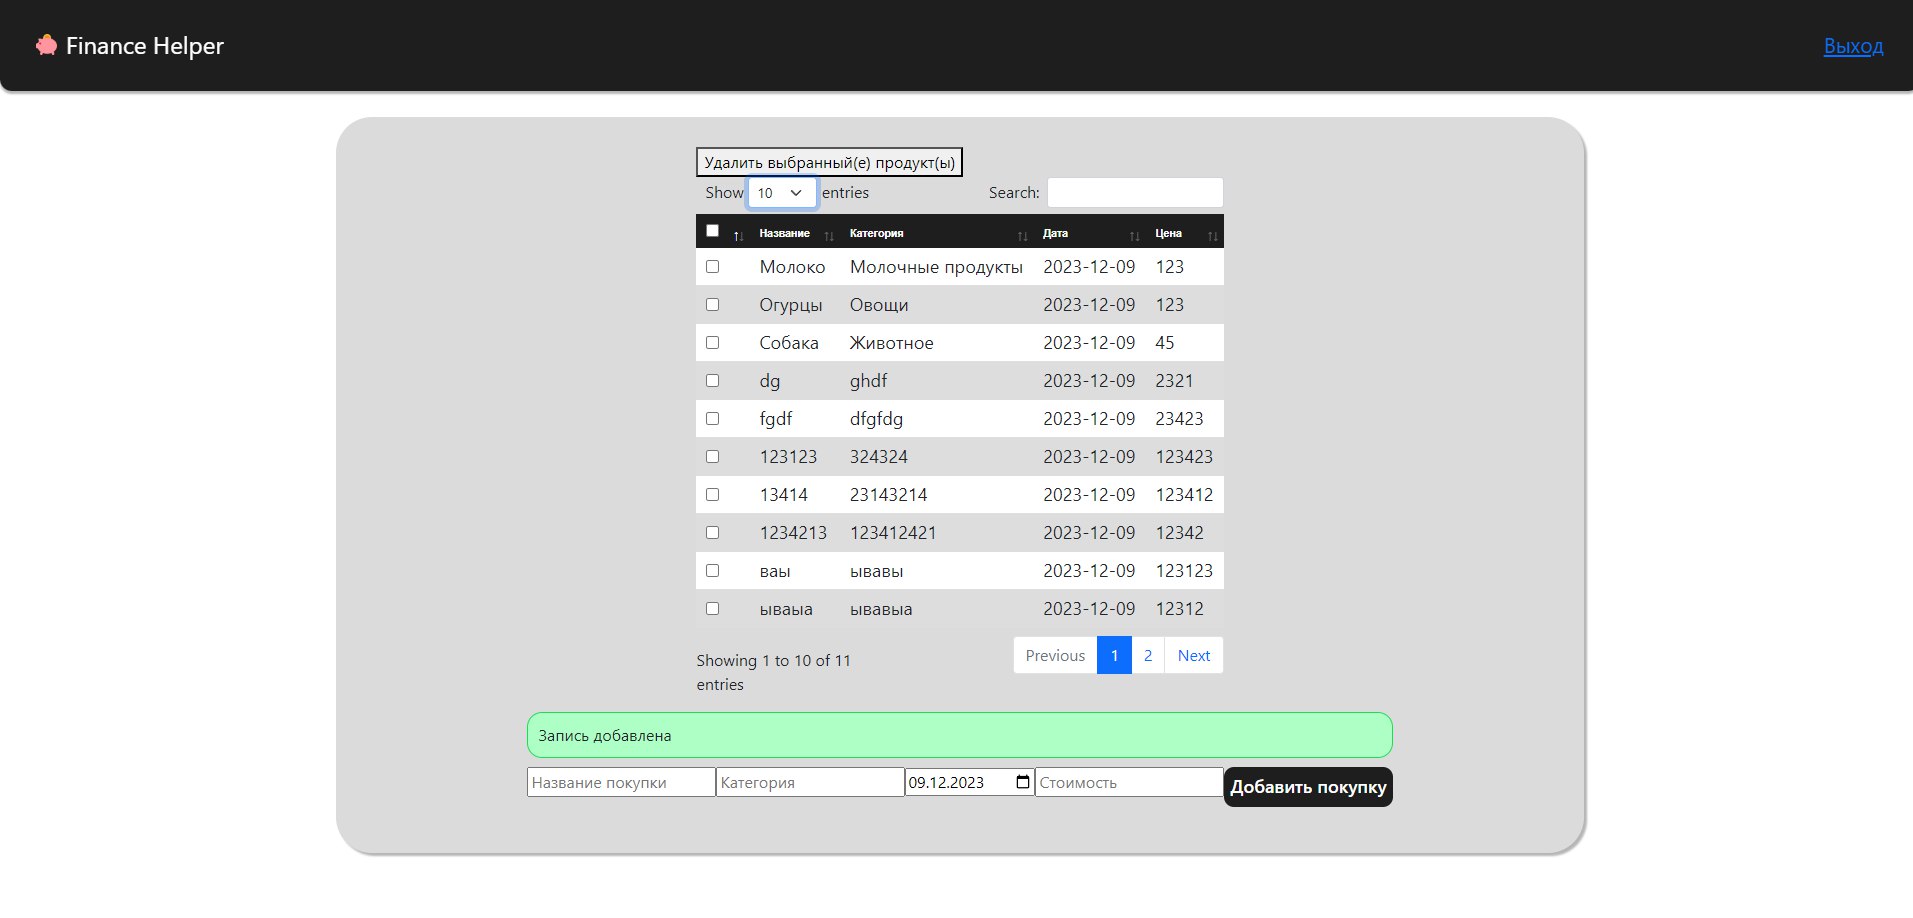 Finance Helper
Выход
Удалить выбранный(е) продукт(ы)
Show 10 entries Search:
Название Категория Дата Цена
Молоко Молочные продукты 2023-12-09 123
Огурцы Овощи 2023-12-09 123
Собака Животное 2023-12-09 45
dg ghdf 2023-12-09 2321
fgdf dfgfdg 2023-12-09 23423
123123 324324 2023-12-09 123423
13414 23143214 2023-12-09 123412
1234213 123412421 2023-12-09 12342
ваы ывавы 2023-12-09 123123
ываыа ывавыа 2023-12-09 12312
Showing 1 to 10 of 11
entries
Previous 1 2 Next
Запись добавлена
Название покупки Категория 09.12.2023 Стоимость Добавить покупку